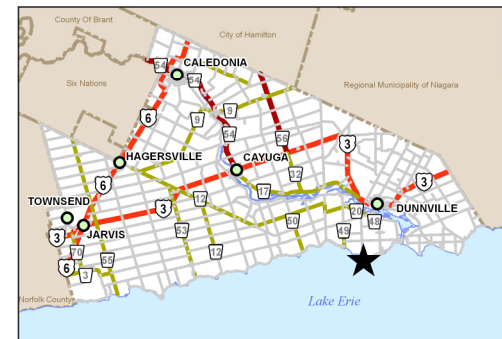 County Of Brant
City of Hamilton
CALEDONIA
54
54
Six Nations
Regional Municipality of Niagara
6
9
9
54
56
3
HAGERSVILLE
CAYUGA
32
3
6
17
TOWNSEND
12
3
20
48
DUNNVILLE
3
JARVIS
53
50
49
70
55
12
6
3
Norfolk County
Lake Erie